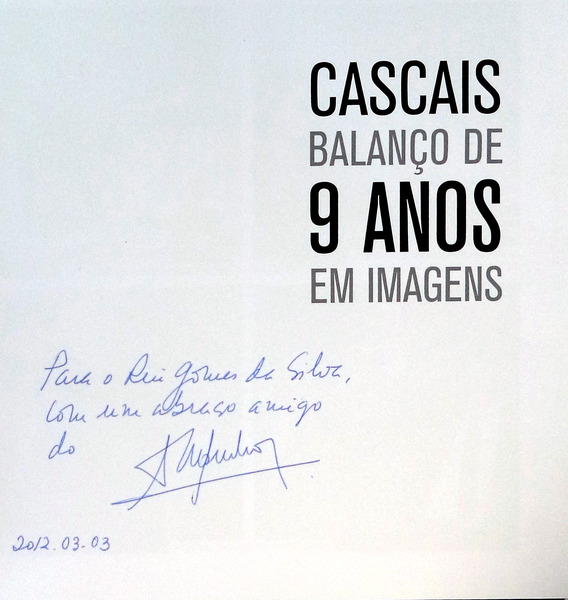 CASCAIS
BALANÇO DE
9 ANOS
EM IMAGENS
Para o Rui Gomes da Silva,
com um abraço amigo
do
2012.03-03